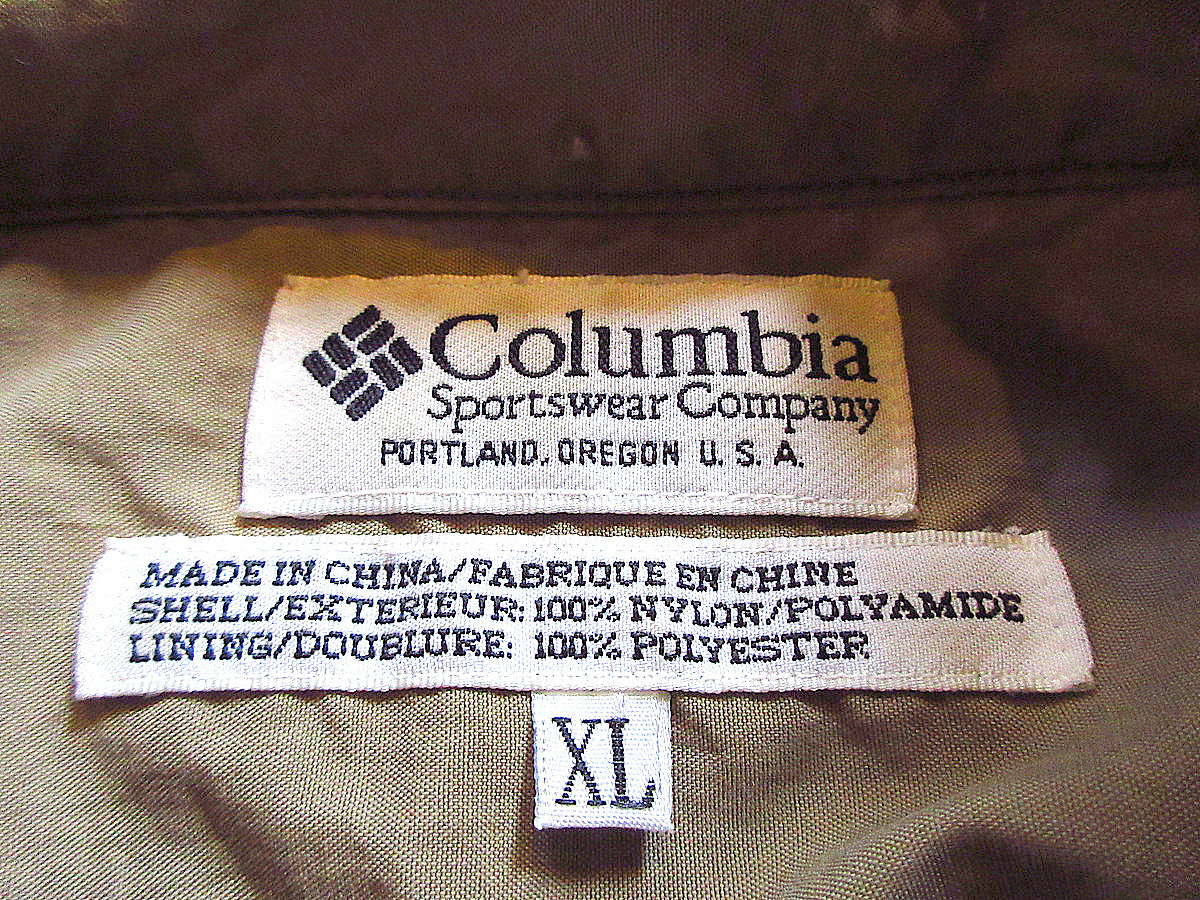 Columbia
Sportswear Company
PORTLAND, OREGON U. S. A.
MADE IN CHINA/FABRIQUE EN CHINE
SHELL/EXTERIEUR: 100% NYLON/POLYAMIDE
LINING/DOUBLURE: 100% POLYESTER
XL